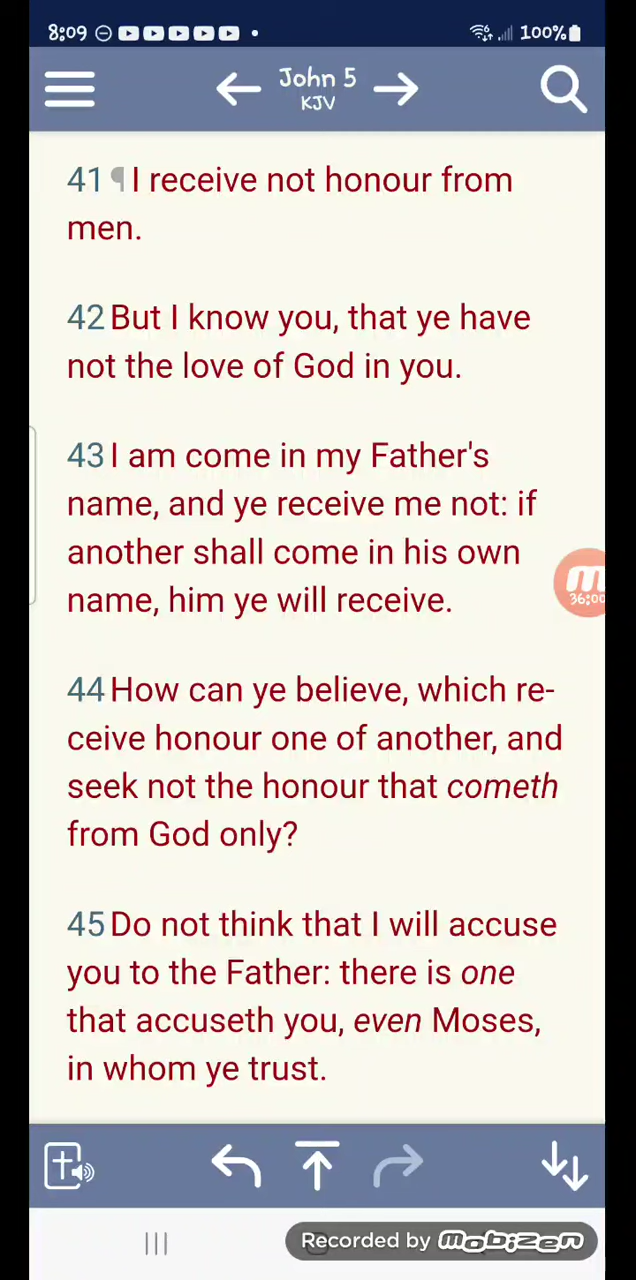 8:09 100%
John 5
KJV
41 ¶ I receive not honour from
men.
42 But I know you, that ye have
not the love of God in you.
43 I am come in my Father's
name, and ye receive me not: if
another shall come in his own
name, him ye will receive.
36:00
44 How can ye believe, which re-
ceive honour one of another, and
seek not the honour that cometh
from God only?
45 Do not think that I will accuse
you to the Father: there is one
that accuseth you, even Moses,
in whom ye trust.
Recorded by mobizen